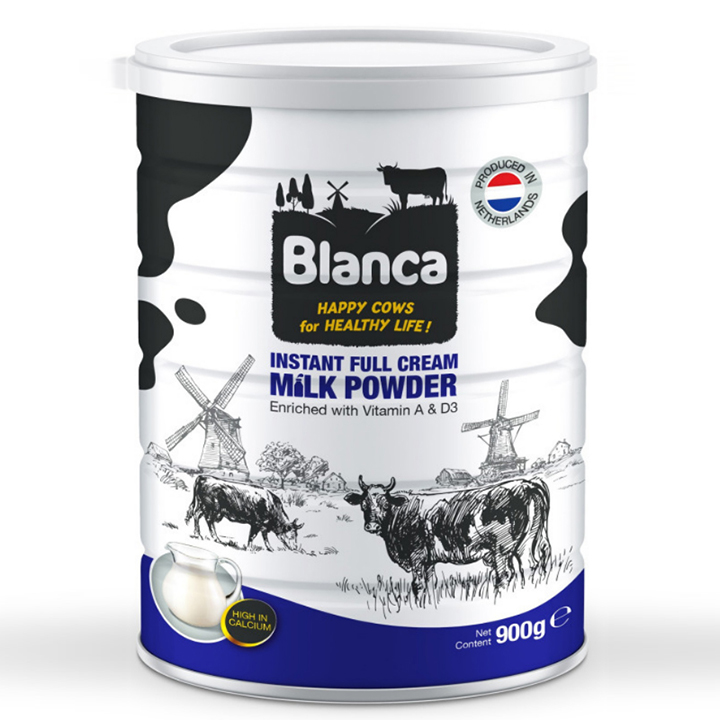 PRODUCED IN
NETHERLANDS
Blanca
HAPPY COWS
for HEALTHY LIFE!
INSTANT FULL CREAM
MiLK POWDER
Enriched with Vitamin A & D3
HIGH IN
CALCIUM
Net
Content 900g ℮